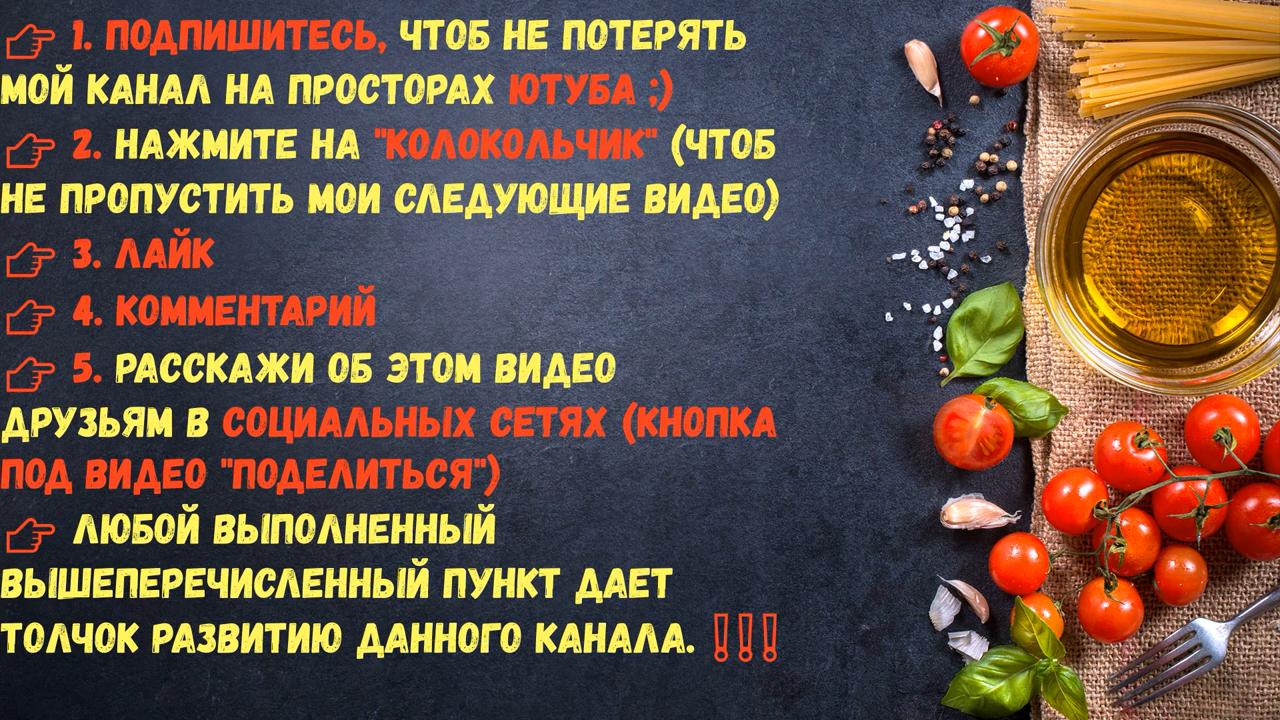 👉 1. ПОДПИШИТЕСЬ, ЧТОБ НЕ ПОТЕРЯТЬ
МОЙ КАНАЛ НА ПРОСТОРАХ ЮТУБА ;)
👉 2. НАЖМИТЕ НА "КОЛОКОЛЬЧИК" (ЧТОБ
НЕ ПРОПУСТИТЬ МОИ СЛЕДУЮЩИЕ ВИДЕО)
👉 3. ЛАЙК
👉 4. КОММЕНТАРИЙ
👉 5. РАССКАЖИ ОБ ЭТОМ ВИДЕО
ДРУЗЬЯМ В СОЦИАЛЬНЫХ СЕТЯХ (КНОПКА
ПОД ВИДЕО "ПОДЕЛИТЬСЯ")
👉 ЛЮБОЙ ВЫПОЛНЕННЫЙ
ВЫШЕПЕРЕЧИСЛЕННЫЙ ПУНКТ ДАЕТ
ТОЛЧОК РАЗВИТИЮ ДАННОГО КАНАЛА. ❗❗❗